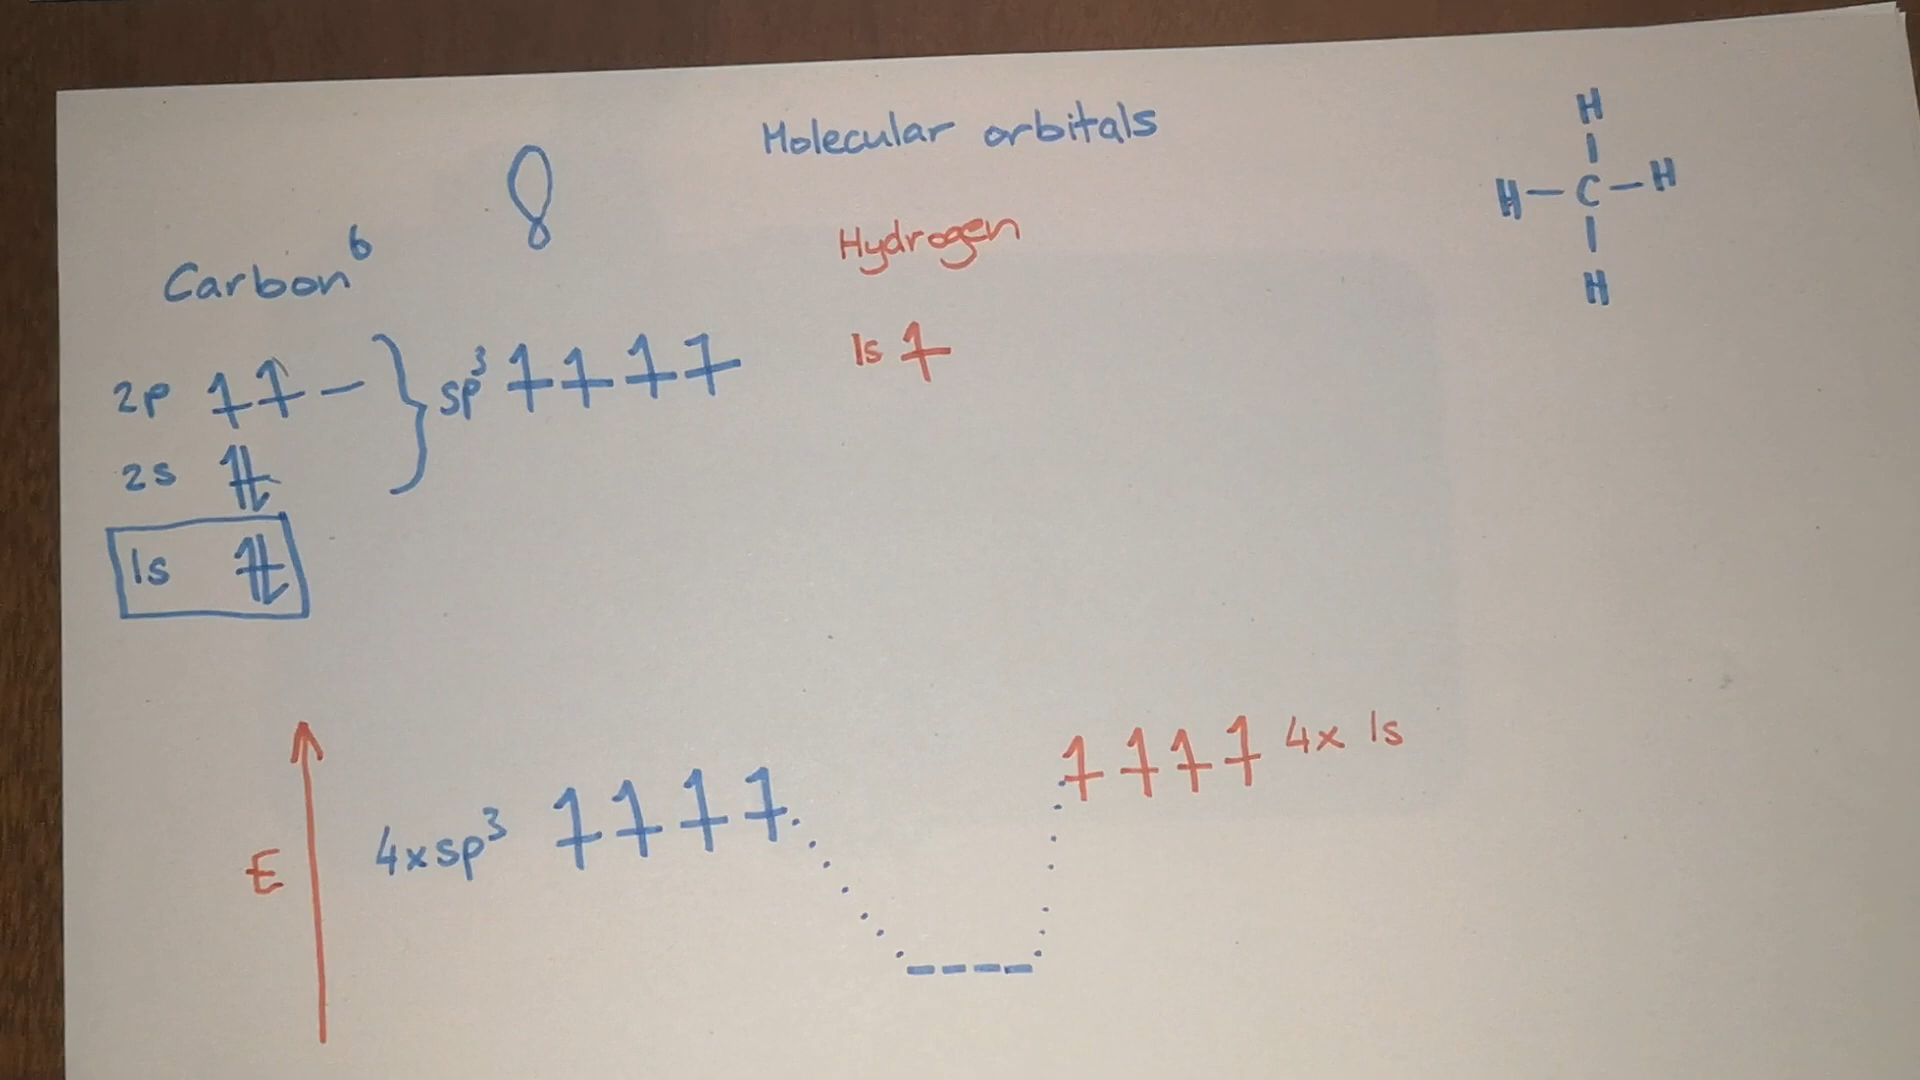 Molecular orbitals
H
H-C-H
H
Carbon⁶
Hydrogen
2p
sp³
1s
2s
1s
E
4xsp³
4x 1s